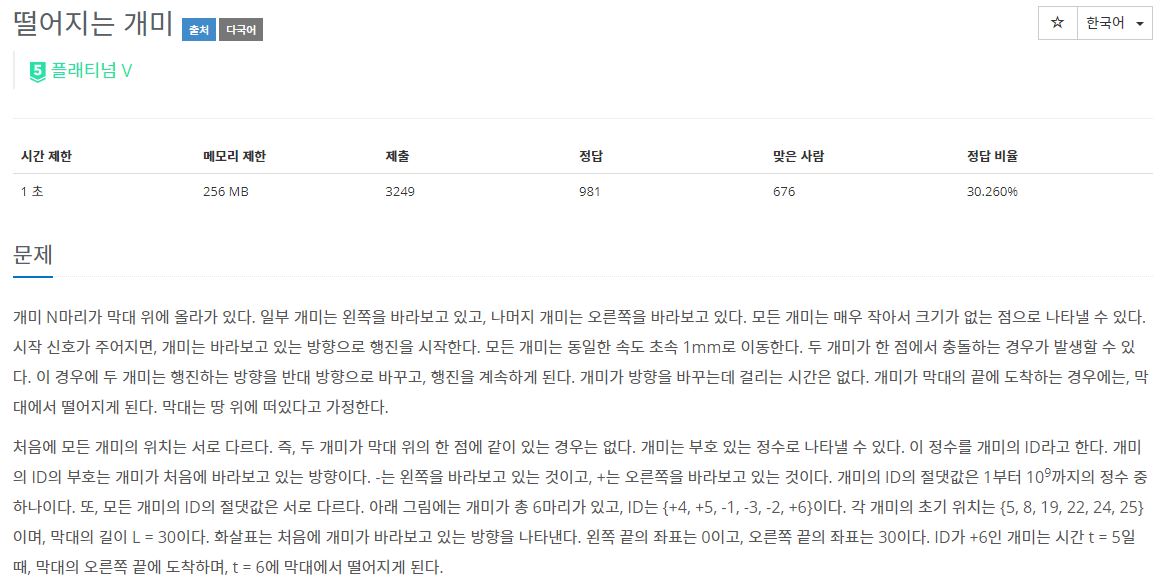 떨어지는 개미 출처 다국어
☆ 한국어
5 플래티넘 V
시간 제한 메모리 제한 제출 정답 맞은 사람 정답 비율
1 초 256 MB 3249 981 676 30.260%
문제
개미 N마리가 막대 위에 올라가 있다. 일부 개미는 왼쪽을 바라보고 있고, 나머지 개미는 오른쪽을 바라보고 있다. 모든 개미는 매우 작아서 크기가 없는 점으로 나타낼 수 있다.
시작 신호가 주어지면, 개미는 바라보고 있는 방향으로 행진을 시작한다. 모든 개미는 동일한 속도 초속 1mm로 이동한다. 두 개미가 한 점에서 충돌하는 경우가 발생할 수 있
다. 이 경우에 두 개미는 행진하는 방향을 반대 방향으로 바꾸고, 행진을 계속하게 된다. 개미가 방향을 바꾸는데 걸리는 시간은 없다. 개미가 막대의 끝에 도착하는 경우에는, 막
대에서 떨어지게 된다. 막대는 땅 위에 떠있다고 가정한다.
처음에 모든 개미의 위치는 서로 다르다. 즉, 두 개미가 막대 위의 한 점에 같이 있는 경우는 없다. 개미는 부호 있는 정수로 나타낼 수 있다. 이 정수를 개미의 ID라고 한다. 개미
의 ID의 부호는 개미가 처음에 바라보고 있는 방향이다. -는 왼쪽을 바라보고 있는 것이고, +는 오른쪽을 바라보고 있는 것이다. 개미의 ID의 절댓값은 1부터 10⁹까지의 정수 중
하나이다. 또, 모든 개미의 ID의 절댓값은 서로 다르다. 아래 그림에는 개미가 총 6마리가 있고, ID는 {+4, +5, -1, -3, -2, +6}이다. 각 개미의 초기 위치는 {5, 8, 19, 22, 24, 25}
이며, 막대의 길이 L = 30이다. 화살표는 처음에 개미가 바라보고 있는 방향을 나타낸다. 왼쪽 끝의 좌표는 0이고, 오른쪽 끝의 좌표는 30이다. ID가 +6인 개미는 시간 t = 5일
때, 막대의 오른쪽 끝에 도착하며, t = 6에 막대에서 떨어지게 된다.